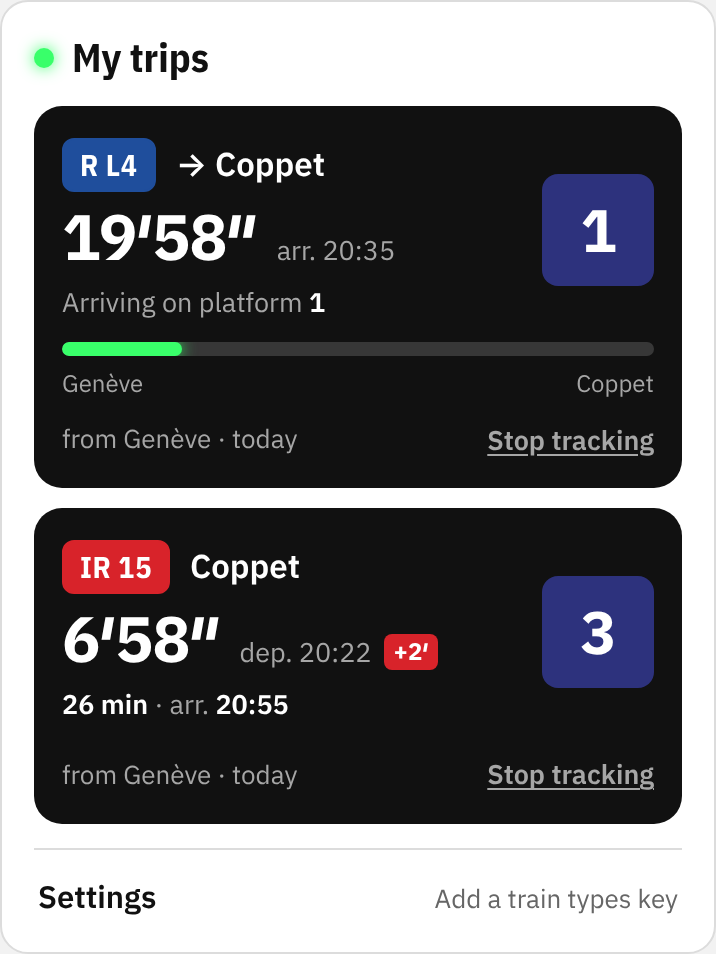 My trips
R L4 → Coppet
19′58″ arr. 20:35
1
Arriving on platform 1
Genève Coppet
from Genève · today Stop tracking
IR 15 Coppet
6′58″ dep. 20:22 +2′
3
26 min · arr. 20:55
from Genève · today Stop tracking
Settings Add a train types key